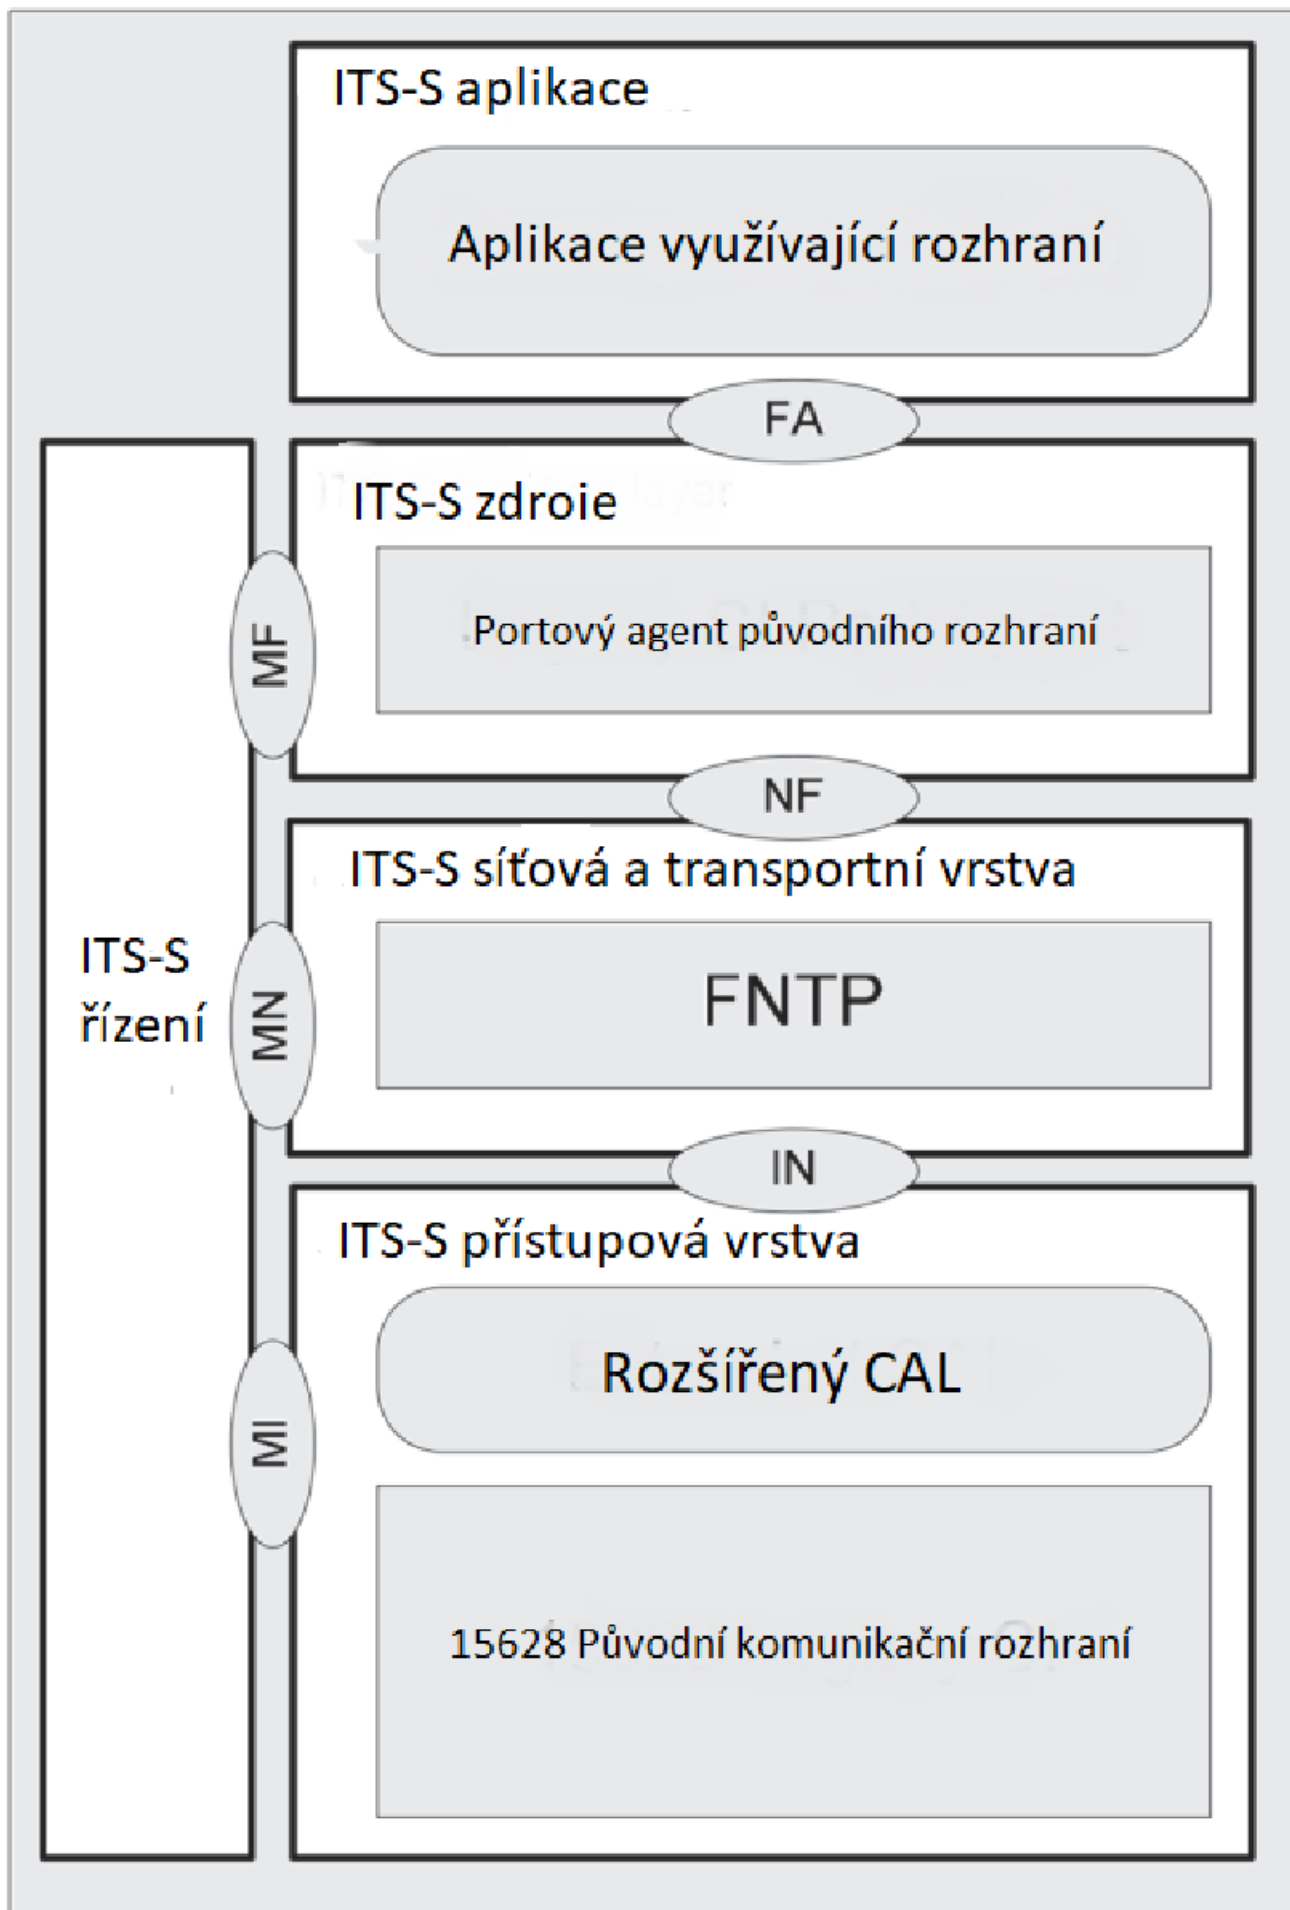 ITS-S aplikace
Aplikace využívající rozhraní
FA
ITS-S zdroie
layer
Portový agent původního rozhraní
MF
NF
ITS-S síťová a transportní vrstva
FNTP
ITS-S
řízení
MN
IN
ITS-S přístupová vrstva
Rozšířený CAL
MI
15628 Původní komunikační rozhraní